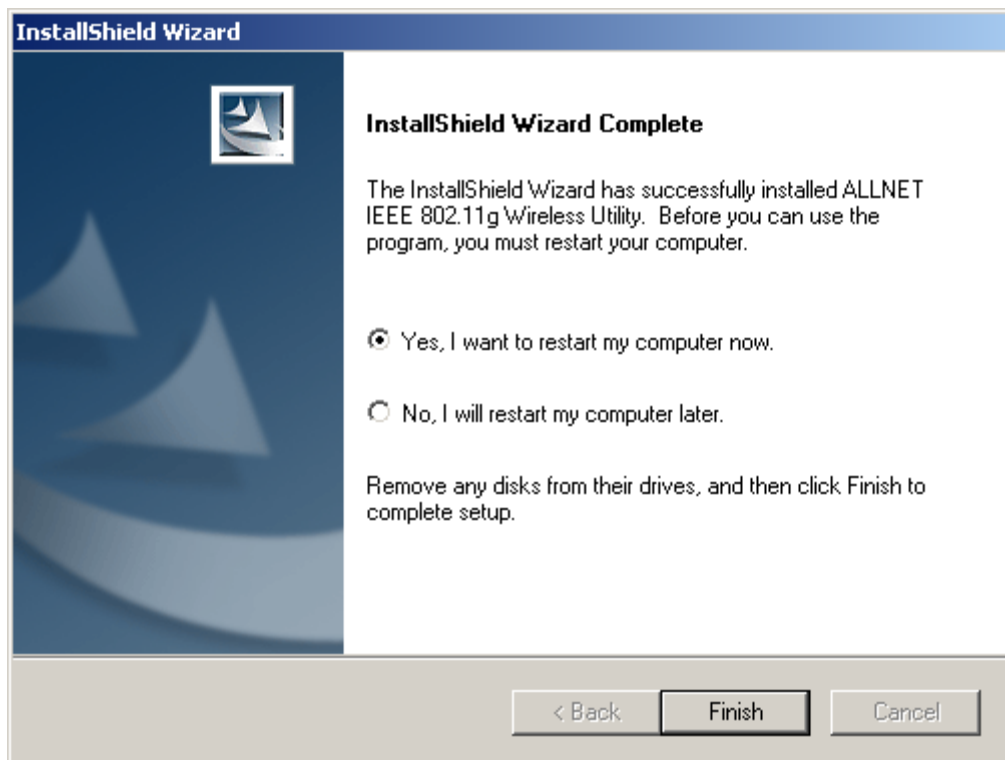 InstallShield Wizard
InstallShield Wizard Complete
The InstallShield Wizard has successfully installed ALLNET
IEEE 802.11g Wireless Utility.  Before you can use the
program, you must restart your computer.
Yes, I want to restart my computer now.
No, I will restart my computer later.
Remove any disks from their drives, and then click Finish to
complete setup.
< Back
Finish
Cancel